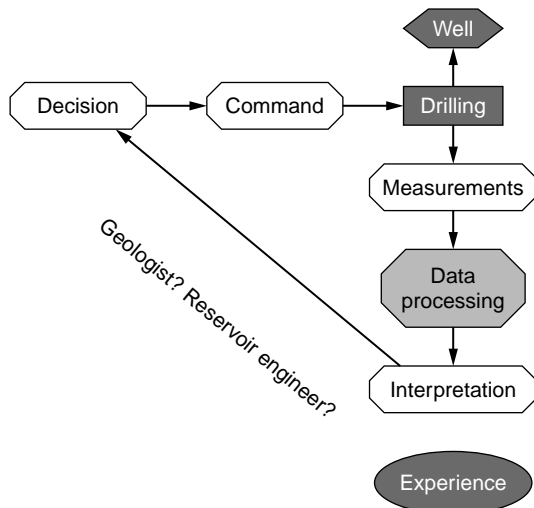 Well
Decision
Command
Drilling
Measurements
Geologist? Reservoir engineer?
Data
processing
Interpretation
Experience